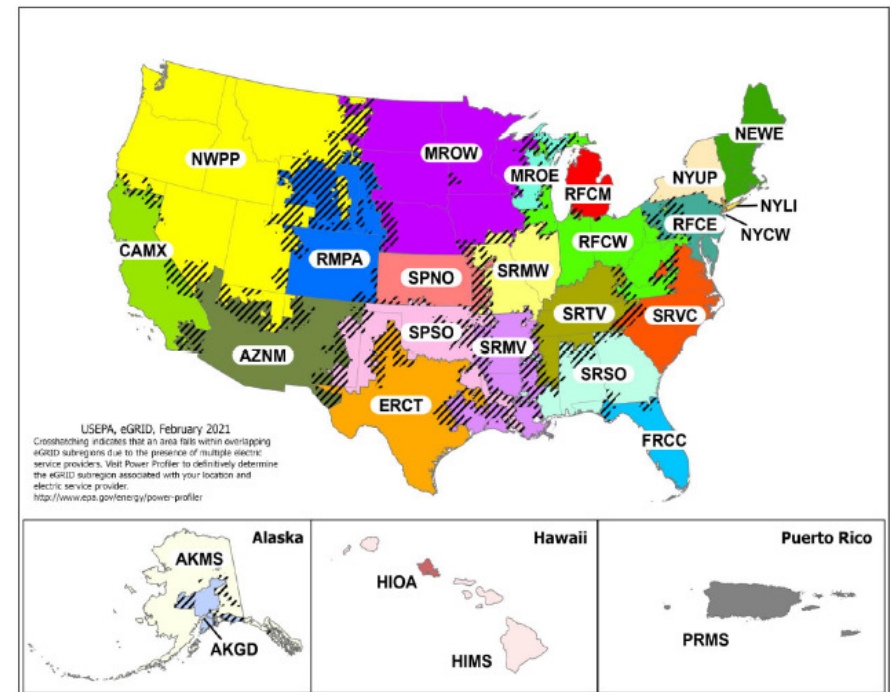 NWPP
MROW
MROE
RFCM
NEWE
NYUP
NYLI
NYCW
RFCE
RFCW
CAMX
RMPA
SPNO
SRMW
SRTV
SRVC
AZNM
SPSO
SRMV
SRSO
ERCT
FRCC
USEPA, eGRID, February 2021
Crosshatching indicates that an area falls within overlapping
eGRID subregions due to the presence of multiple electric
service providers. Visit Power Profiler to definitively determine
the eGRID subregion associated with your location and
electric service provider.
http://www.epa.gov/energy/power-profiler
Alaska
AKMS
AKGD
Hawaii
HIOA
HIMS
Puerto Rico
PRMS